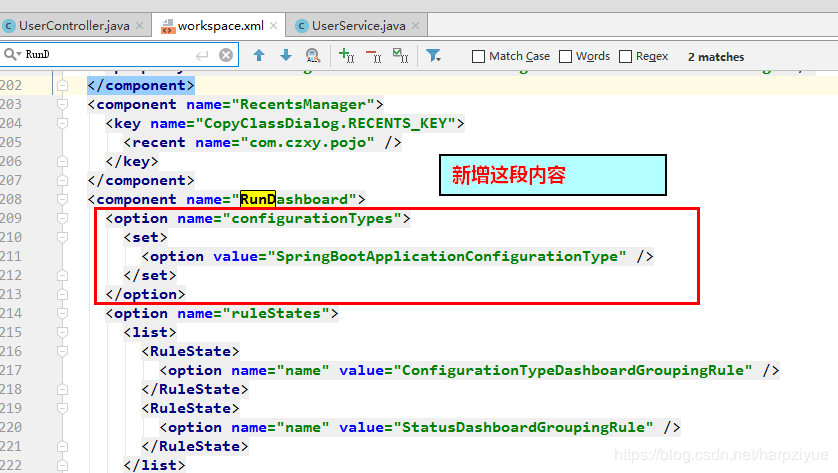 UserController.java × workspace.xml × UserService.java ×
RunD Match Case Words Regex 2 matches
202 </component>
203 <component name="RecentsManager">
204 <key name="CopyClassDialog.RECENTS_KEY">
205 <recent name="com.czxy.pojo" />
206 </key>
207 </component>
新增这段内容
208 <component name="RunDashboard">
209 <option name="configurationTypes">
210 <set>
211 <option value="SpringBootApplicationConfigurationType" />
212 </set>
213 </option>
214 <option name="ruleStates">
215 <list>
216 <RuleState>
217 <option name="name" value="ConfigurationTypeDashboardGroupingRule" />
218 </RuleState>
219 <RuleState>
220 <option name="name" value="StatusDashboardGroupingRule" />
221 </RuleState>
222 </list>
https://blog.csdn.net/harpziyue